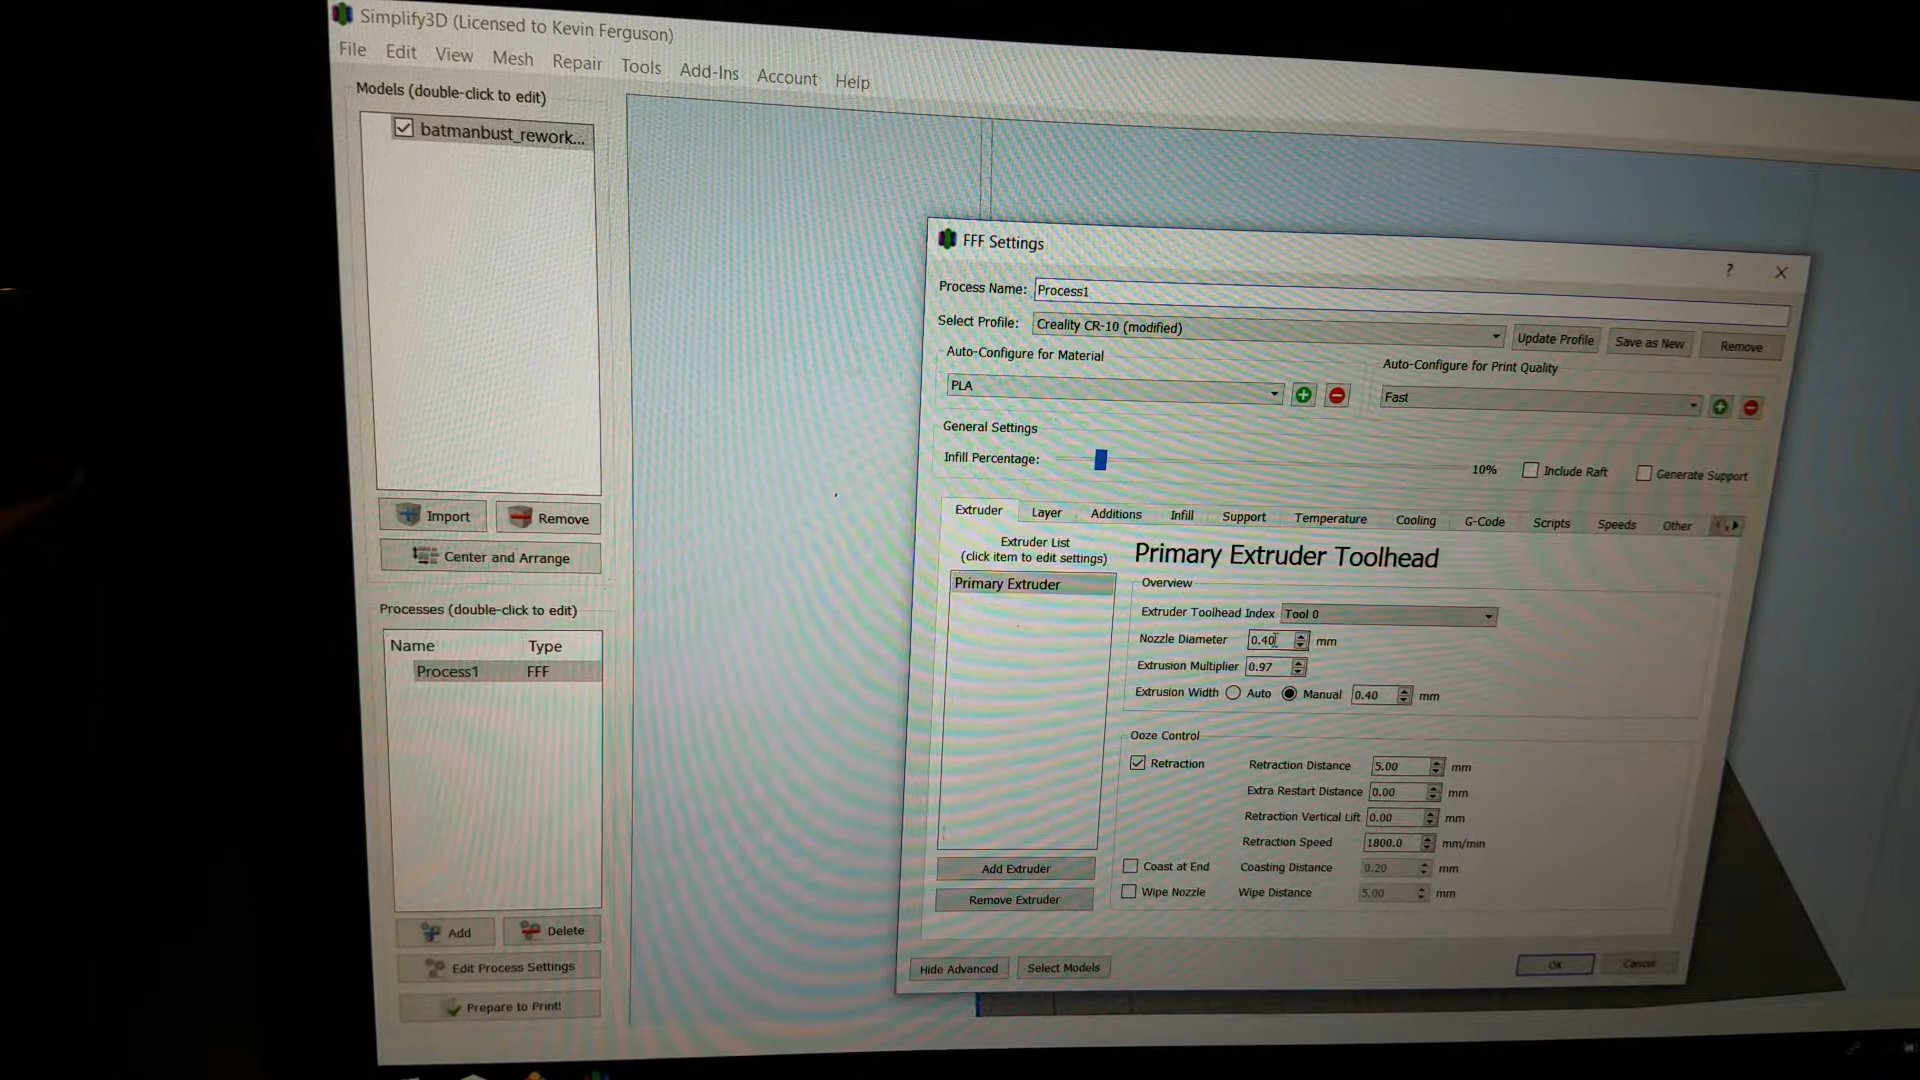 Simplify3D (Licensed to Kevin Ferguson)
File Edit View Mesh Repair Tools Add-Ins Account Help
Models (double-click to edit)
batmanbust_rework...
Import Remove
Center and Arrange
Processes (double-click to edit)
Name Type
Process1 FFF
Add Delete
Edit Process Settings
Prepare to Print!
FFF Settings
? X
Process Name: Process1
Select Profile: Creality CR-10 (modified) Update Profile Save as New Remove
Auto-Configure for Material
PLA
Auto-Configure for Print Quality
Fast
General Settings
Infill Percentage: 10% Include Raft Generate Support
Extruder Layer Additions Infill Support Temperature Cooling G-Code Scripts Speeds Other
Extruder List
(click item to edit settings)
Primary Extruder
Add Extruder
Remove Extruder
Primary Extruder Toolhead
Overview
Extruder Toolhead Index Tool 0
Nozzle Diameter 0.40 mm
Extrusion Multiplier 0.97
Extrusion Width Auto Manual 0.40 mm
Ooze Control
Retraction Retraction Distance 5.00 mm
Extra Restart Distance 0.00 mm
Retraction Vertical Lift 0.00 mm
Retraction Speed 1800.0 mm/min
Coast at End Coasting Distance 0.20 mm
Wipe Nozzle Wipe Distance 5.00 mm
Hide Advanced Select Models OK Cancel